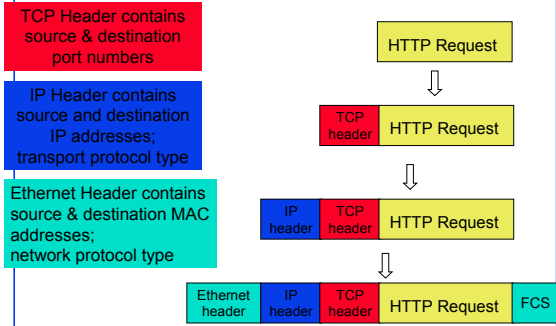 TCP Header contains
source & destination
port numbers
HTTP Request
IP Header contains
source and destination
IP addresses;
transport protocol type
TCP
header
HTTP Request
Ethernet Header contains
source & destination MAC
addresses;
network protocol type
IP
header
TCP
header
HTTP Request
Ethernet
header
IP
header
TCP
header
HTTP Request
FCS